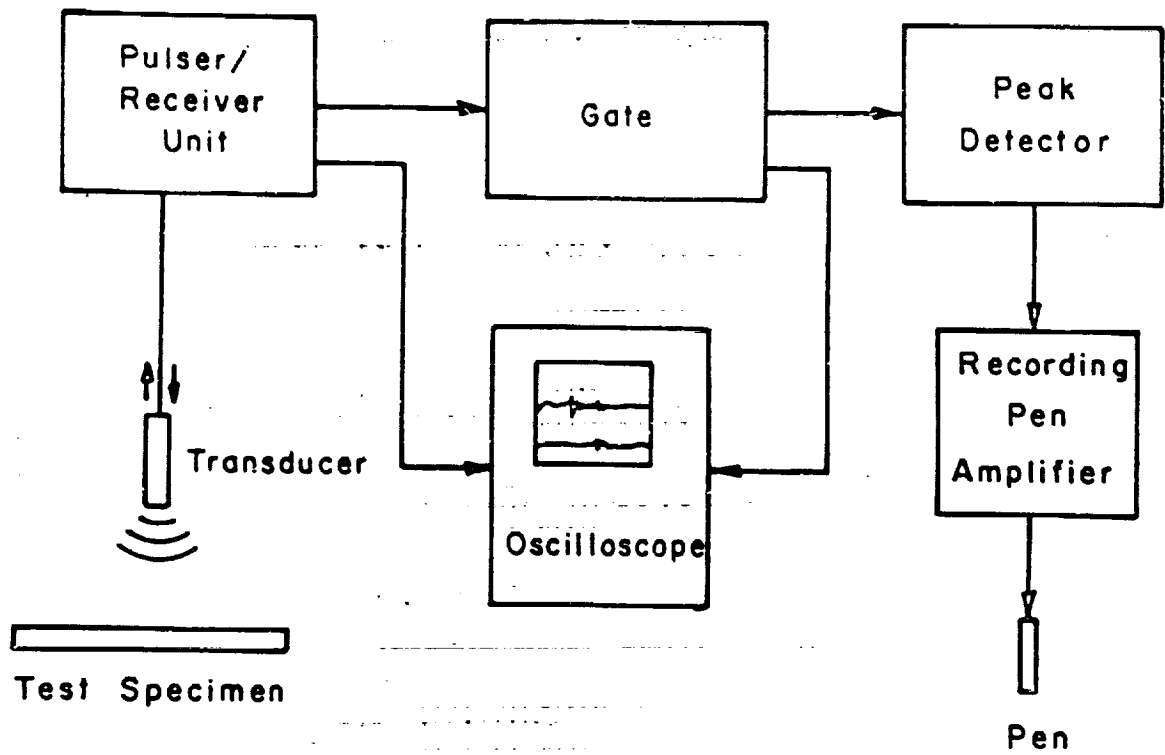 Pulser/
Receiver
Unit
Gate
Peak
Detector
Transducer
Oscilloscope
Recording
Pen
Amplifier
Test Specimen
Pen